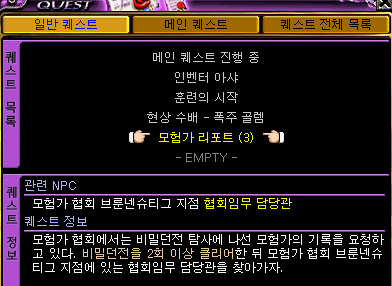 QUEST
일반 퀘스트
메인 퀘스트
퀘스트 전체 목록
퀘스트 목록
메인 퀘스트 진행 중
인벤터 아샤
훈련의 시작
현상 수배 - 폭주 골렘
모험가 리포트 (3)
- EMPTY -
퀘스트 정보
관련 NPC
모험가 협회 브룬넨슈티그 지점 협회임무 담당관
퀘스트 정보
모험가 협회에서는 비밀던전 탐사에 나선 모험가의 기록을 요청하
고 있다. 비밀던전을 2회 이상 클리어한 뒤 모험가 협회 브룬넨슈
티그 지점에 있는 협회임무 담당관을 찾아가자.